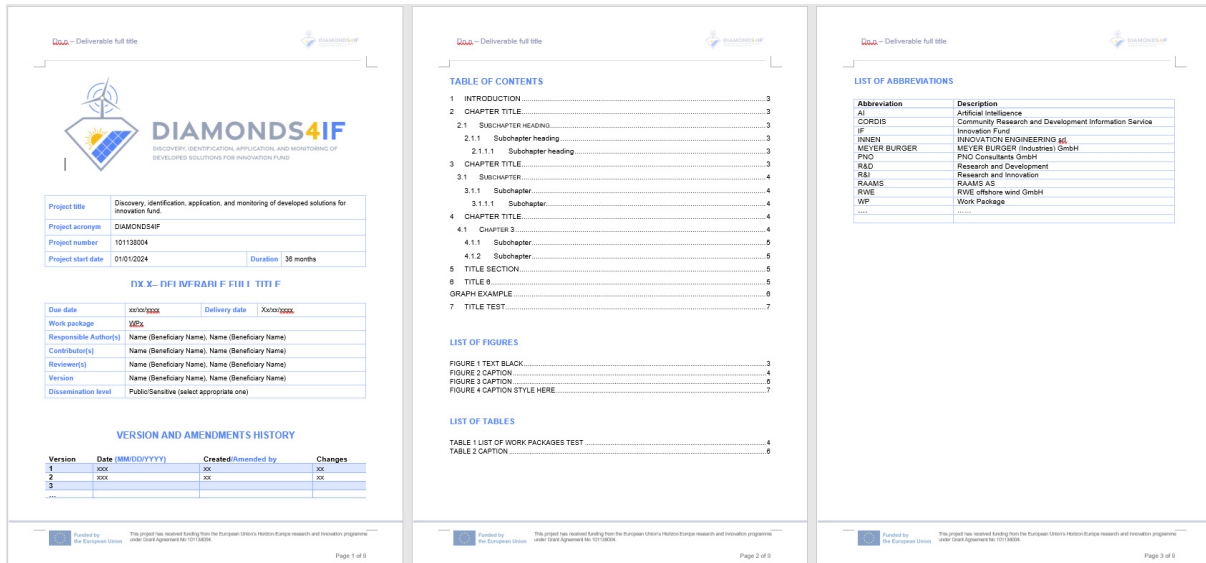 Dn.n – Deliverable full title
DIAMONDS4IF
DIAMONDS4IF
DISCOVERY, IDENTIFICATION, APPLICATION, AND MONITORING OF
DEVELOPED SOLUTIONS FOR INNOVATION FUND
Project title Discovery, identification, application, and monitoring of developed solutions for
innovation fund.
Project acronym DIAMONDS4IF
Project number 101138004
Project start date 01/01/2024 Duration 36 months
DX.X– DELIVERABLE FULL TITLE
Due date xx/xx/xxxx Delivery date Xx/xx/xxxx
Work package WPx
Responsible Author(s) Name (Beneficiary Name), Name (Beneficiary Name)
Contributor(s) Name (Beneficiary Name), Name (Beneficiary Name)
Reviewer(s) Name (Beneficiary Name), Name (Beneficiary Name)
Version Name (Beneficiary Name), Name (Beneficiary Name)
Dissemination level Public/Sensitive (select appropriate one)
VERSION AND AMENDMENTS HISTORY
Version Date (MM/DD/YYYY) Created/Amended by Changes
1 xxx xx xx
2 xxx xx xx
3
...
Funded by
the European Union
This project has received funding from the European Union's Horizon Europe research and innovation programme
under Grant Agreement No 101138004.
Page 1 of 9
Dn.n – Deliverable full title
DIAMONDS4IF
TABLE OF CONTENTS
1 INTRODUCTION 3
2 CHAPTER TITLE 3
2.1 SUBCHAPTER HEADING 3
2.1.1 Subchapter heading 3
2.1.1.1 Subchapter heading 3
3 CHAPTER TITLE 3
3.1 SUBCHAPTER 4
3.1.1 Subchapter 4
3.1.1.1 Subchapter 4
4 CHAPTER TITLE 4
4.1 CHAPTER 3 4
4.1.1 Subchapter 5
4.1.2 Subchapter 5
5 TITLE SECTION 5
6 TITLE 6 5
GRAPH EXAMPLE 6
7 TITLE TEST 7
LIST OF FIGURES
FIGURE 1 TEXT BLACK 3
FIGURE 2 CAPTION 4
FIGURE 3 CAPTION 6
FIGURE 4 CAPTION STYLE HERE 7
LIST OF TABLES
TABLE 1 LIST OF WORK PACKAGES TEST 4
TABLE 2 CAPTION 6
Funded by
the European Union
This project has received funding from the European Union's Horizon Europe research and innovation programme
under Grant Agreement No 101138004.
Page 2 of 9
Dn.n – Deliverable full title
DIAMONDS4IF
LIST OF ABBREVIATIONS
Abbreviation Description
AI Artificial Intelligence
CORDIS Community Research and Development Information Service
IF Innovation Fund
INNEN INNOVATION ENGINEERING srl
MEYER BURGER MEYER BURGER (Industries) GmbH
PNO PNO Consultants GmbH
R&D Research and Development
R&I Research and Innovation
RAAMS RAAMS AS
RWE RWE offshore wind GmbH
WP Work Package
.... ......
Funded by
the European Union
This project has received funding from the European Union's Horizon Europe research and innovation programme
under Grant Agreement No 101138004.
Page 3 of 9